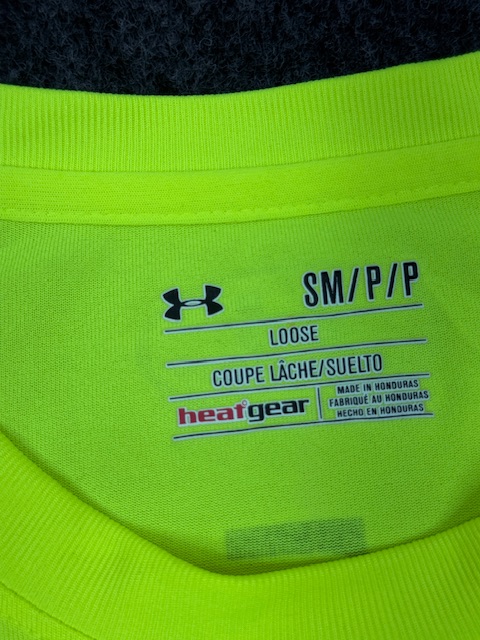 SM/P/P
LOOSE
COUPE LÂCHE/SUELTO
heatgear
MADE IN HONDURAS
FABRIQUÉ AU HONDURAS
HECHO EN HONDURAS